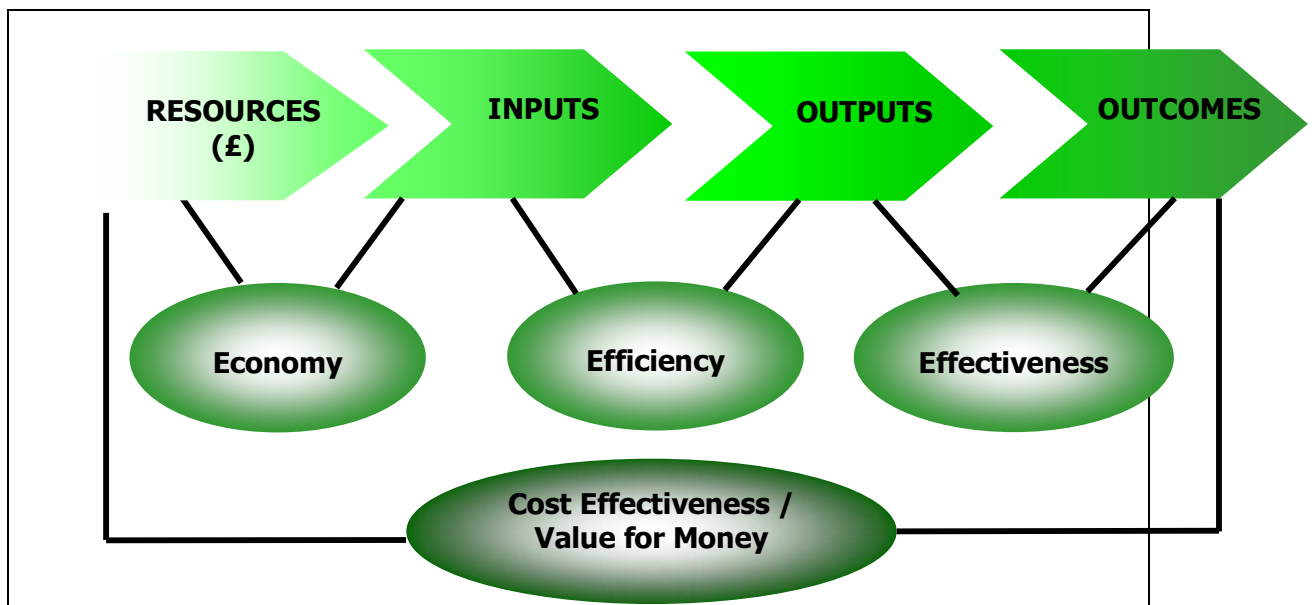 RESOURCES
(£)
INPUTS
OUTPUTS
OUTCOMES
Economy
Efficiency
Effectiveness
Cost Effectiveness /
Value for Money